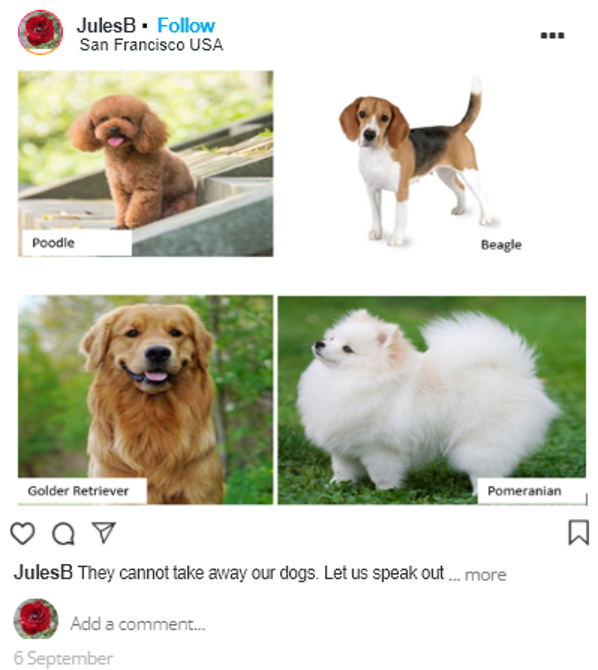 JulesB • Follow
San Francisco USA
Poodle
Beagle
Golder Retriever
Pomeranian
JulesB They cannot take away our dogs. Let us speak out ... more
Add a comment...
6 September